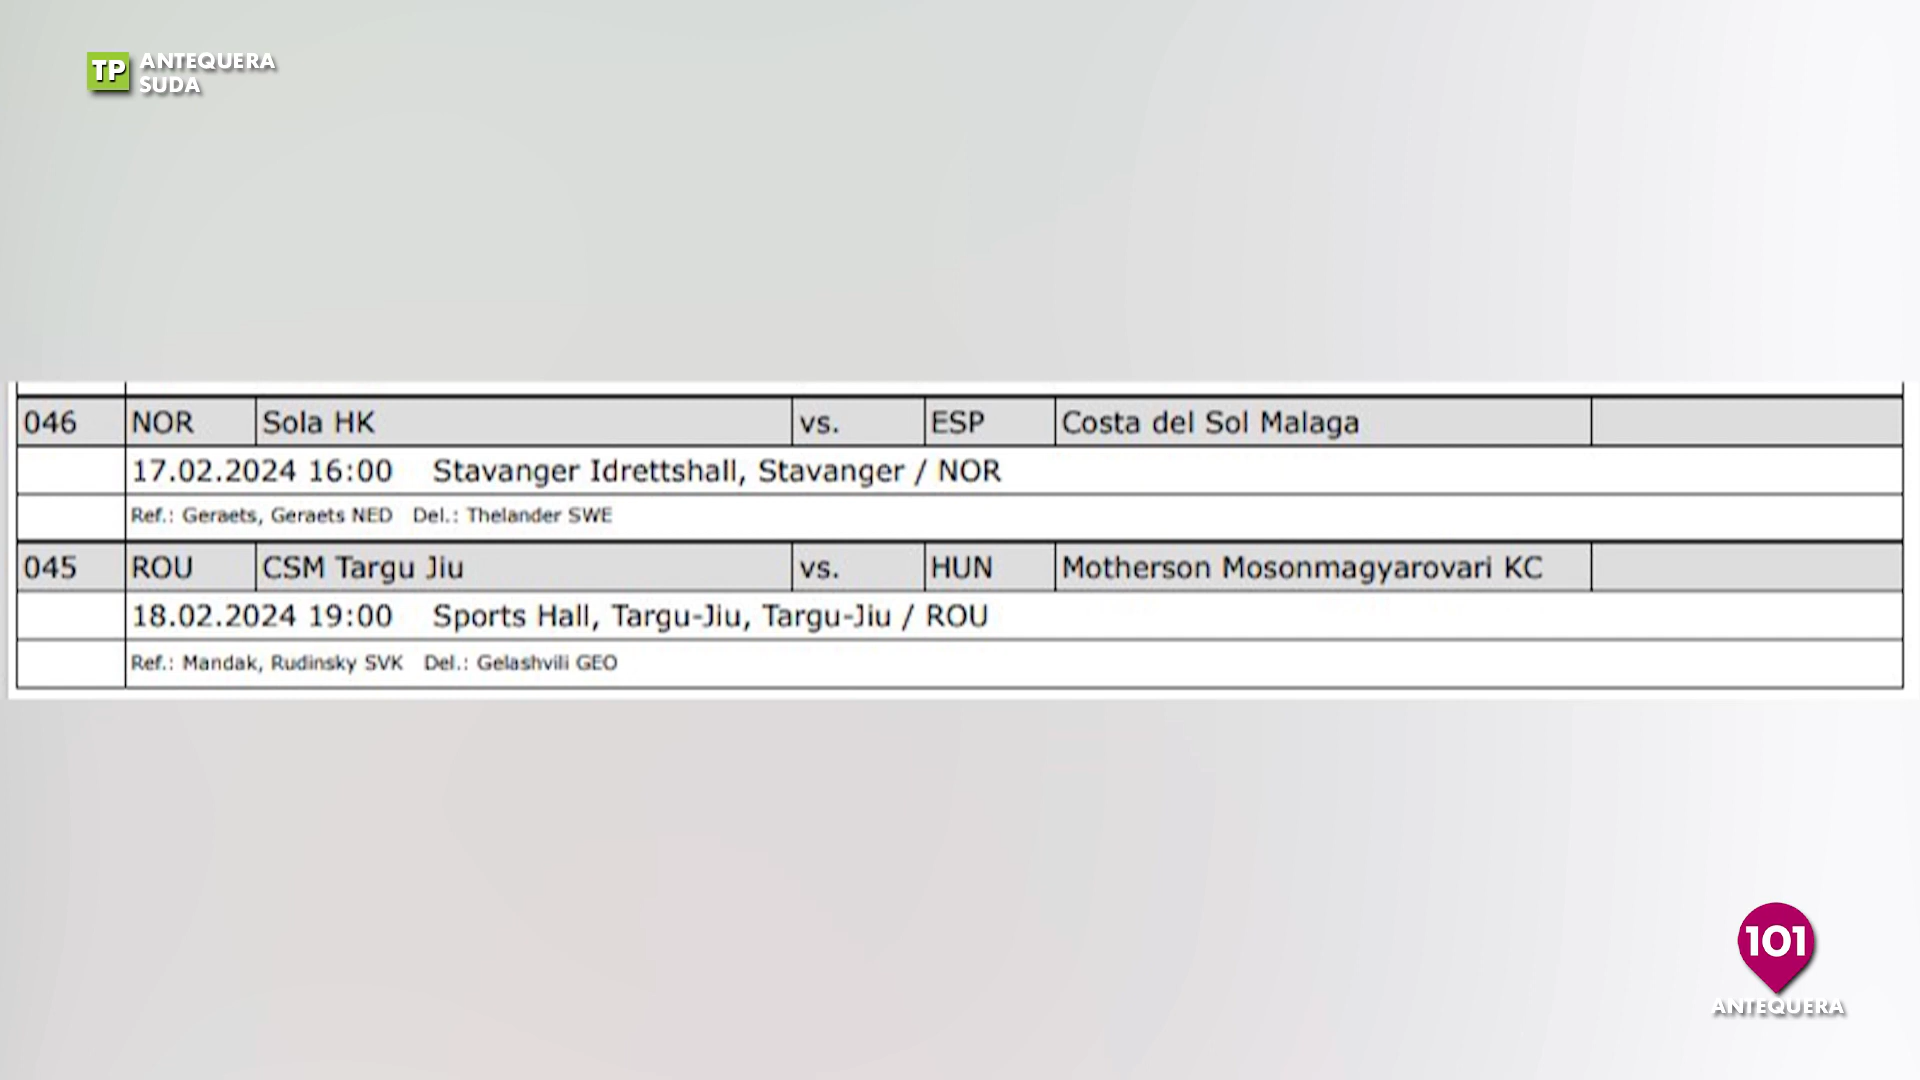 TP ANTEQUERA
SUDA
046 NOR Sola HK vs. ESP Costa del Sol Malaga
17.02.2024 16:00 Stavanger Idrettshall, Stavanger / NOR
Ref.: Geraets, Geraets NED Del.: Thelander SWE
045 ROU CSM Targu Jiu vs. HUN Motherson Mosonmagyarovari KC
18.02.2024 19:00 Sports Hall, Targu-Jiu, Targu-Jiu / ROU
Ref.: Mandak, Rudinsky SVK Del.: Gelashvili GEO
101
ANTEQUERA